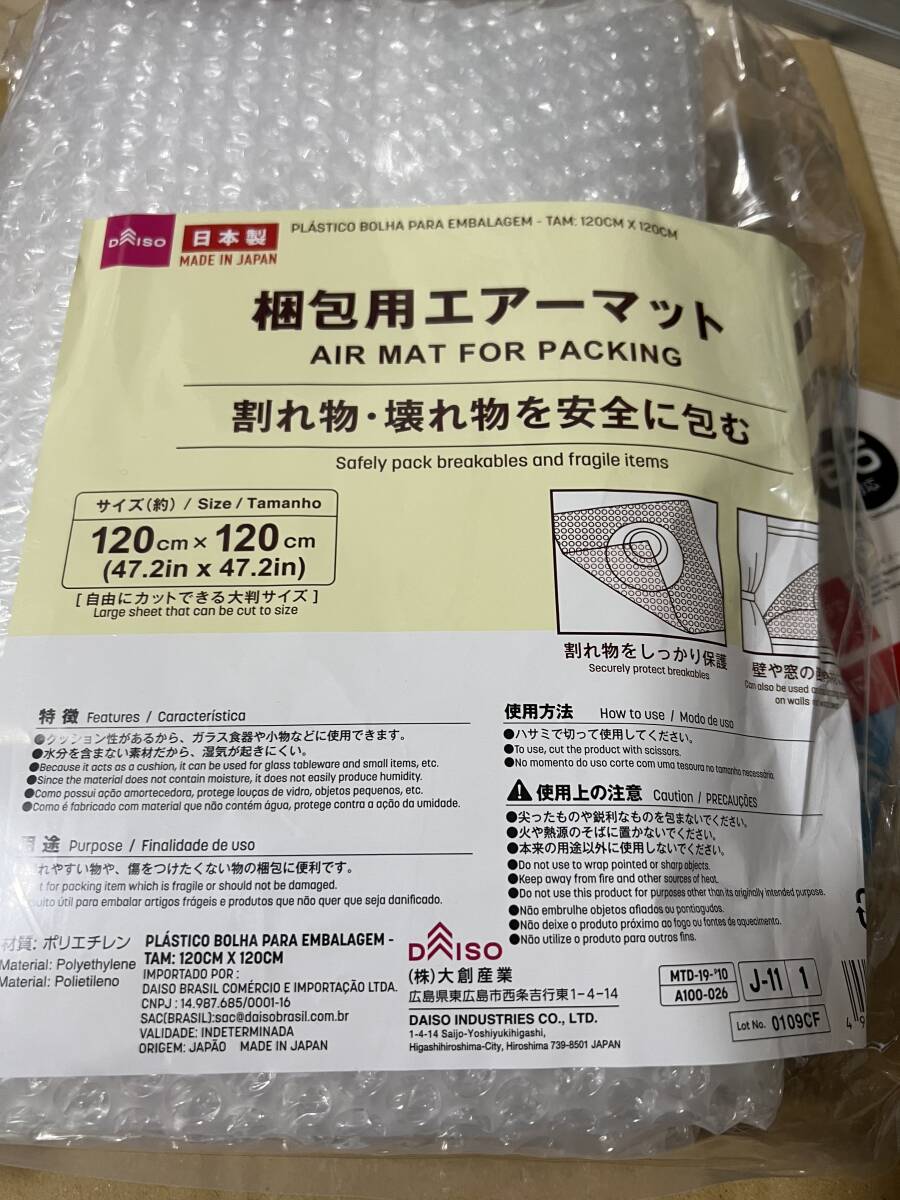 DAISO
日本製
MADE IN JAPAN
PLÁSTICO BOLHA PARA EMBALAGEM - TAM: 120CM X 120CM
梱包用エアーマット
AIR MAT FOR PACKING
割れ物・壊れ物を安全に包む
Safely pack breakables and fragile items
サイズ(約) / Size / Tamanho
120cm × 120cm
(47.2in x 47.2in)
[自由にカットできる大判サイズ]
Large sheet that can be cut to size
割れ物をしっかり保護
Securely protect breakables
壁や窓の
Can also be used
on walls
特徴 Features / Característica
●クッション性があるから、ガラス食器や小物などに使用できます。
●水分を含まない素材だから、湿気が起きにくい。
●Because it acts as a cushion, it can be used for glass tableware and small items, etc.
●Since the material does not contain moisture, it does not easily produce humidity.
●Como possui ação amortecedora, protege louças de vidro, objetos pequenos, etc.
●Como é fabricado com material que não contém água, protege contra a ação da umidade.
用途 Purpose / Finalidade de uso
れやすい物や、傷をつけたくない物の梱包に便利です。
t for packing item which is fragile or should not be damaged.
uito útil para embalar artigos frágeis e produtos que não quer que seja danificado.
使用方法 How to use / Modo de uso
●ハサミで切って使用してください。
●To use, cut the product with scissors.
●No momento do uso corte com uma tesoura no tamanho necessário.
使用上の注意 Caution / PRECAUÇÕES
●尖ったものや鋭利なものを包まないでください。
●火や熱源のそばに置かないでください。
●本来の用途以外に使用しないでください。
●Do not use to wrap pointed or sharp objects.
●Keep away from fire and other sources of heat.
●Do not use this product for purposes other than its originally intended purpose.
●Não embrulhe objetos afiados ou pontiagudos.
●Não deixe o produto próximo ao fogo ou fontes de aquecimento.
●Não utilize o produto para outros fins.
材質: ポリエチレン
Material: Polyethylene
Material: Polietileno
PLÁSTICO BOLHA PARA EMBALAGEM -
TAM: 120CM X 120CM
IMPORTADO POR :
DAISO BRASIL COMÉRCIO E IMPORTAÇÃO LTDA.
CNPJ : 14.987.685/0001-16
SAC(BRASIL):sac@daisobrasil.com.br
VALIDADE: INDETERMINADA
ORIGEM: JAPÃO MADE IN JAPAN
DAISO
(株)大創産業
広島県東広島市西条吉行東1-4-14
DAISO INDUSTRIES CO., LTD.
1-4-14 Saijo-Yoshiyukihigashi,
Higashihiroshima-City, Hiroshima 739-8501 JAPAN
MTD-19-'10
A100-026
J-11 1
Lot No. 0109CF